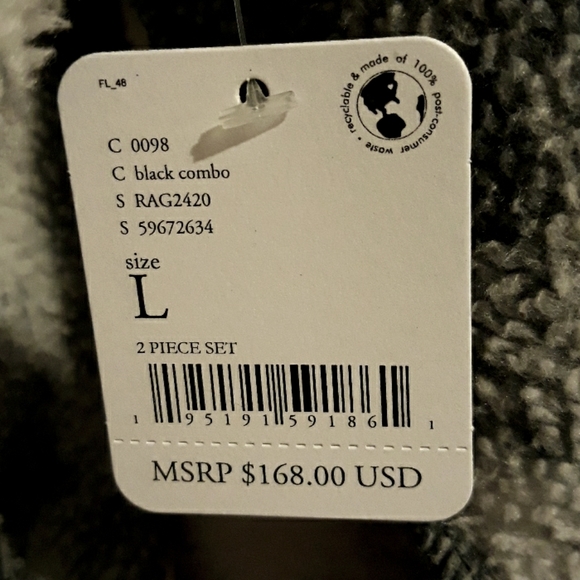 FL_48
recyclable & made of 100% post-consumer waste •
C 0098
C black combo
S RAG2420
S 59672634
size
L
2 PIECE SET
1 95191 59186 1
MSRP $168.00 USD